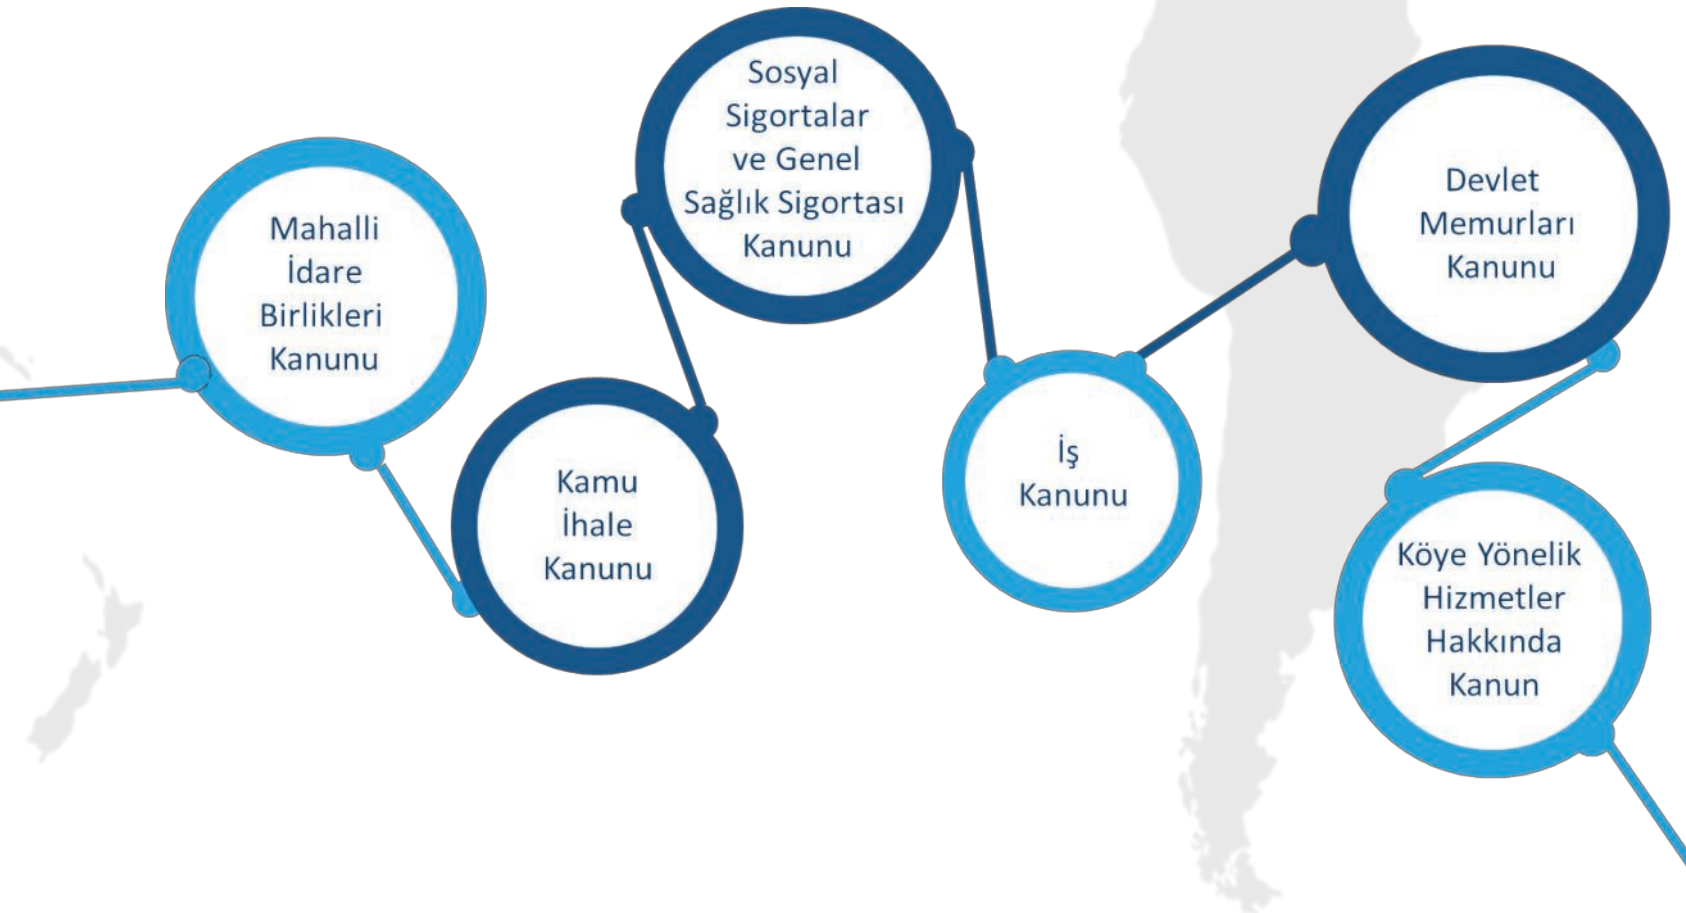 Mahalli
İdare
Birlikleri
Kanunu
Kamu
İhale
Kanunu
Sosyal
Sigortalar
ve Genel
Sağlık Sigortası
Kanunu
İş
Kanunu
Devlet
Memurları
Kanunu
Köye Yönelik
Hizmetler
Hakkında
Kanun